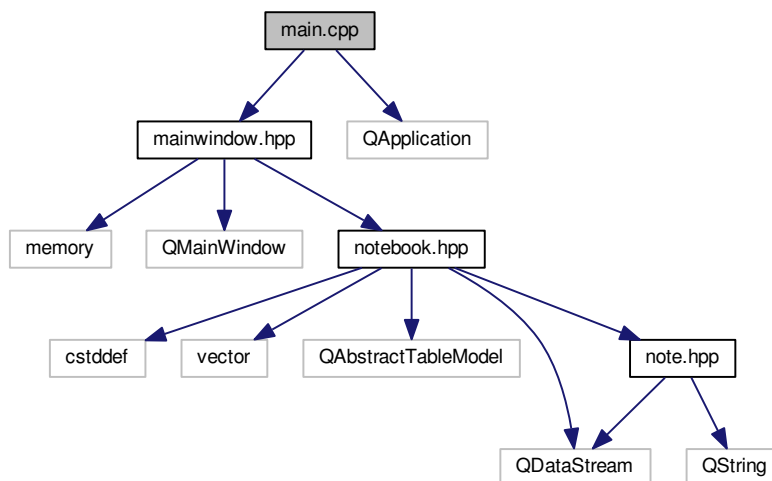 main.cpp
mainwindow.hpp
QApplication
memory
QMainWindow
notebook.hpp
cstddef
vector
QAbstractTableModel
note.hpp
QDataStream
QString